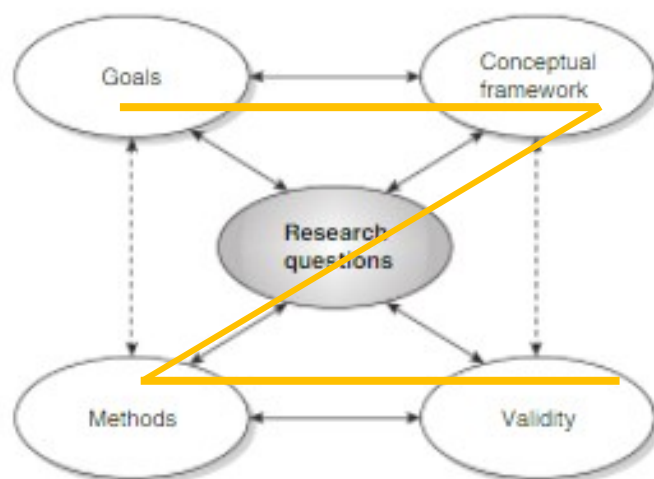 Goals
Conceptual
framework
Research
questions
Methods
Validity